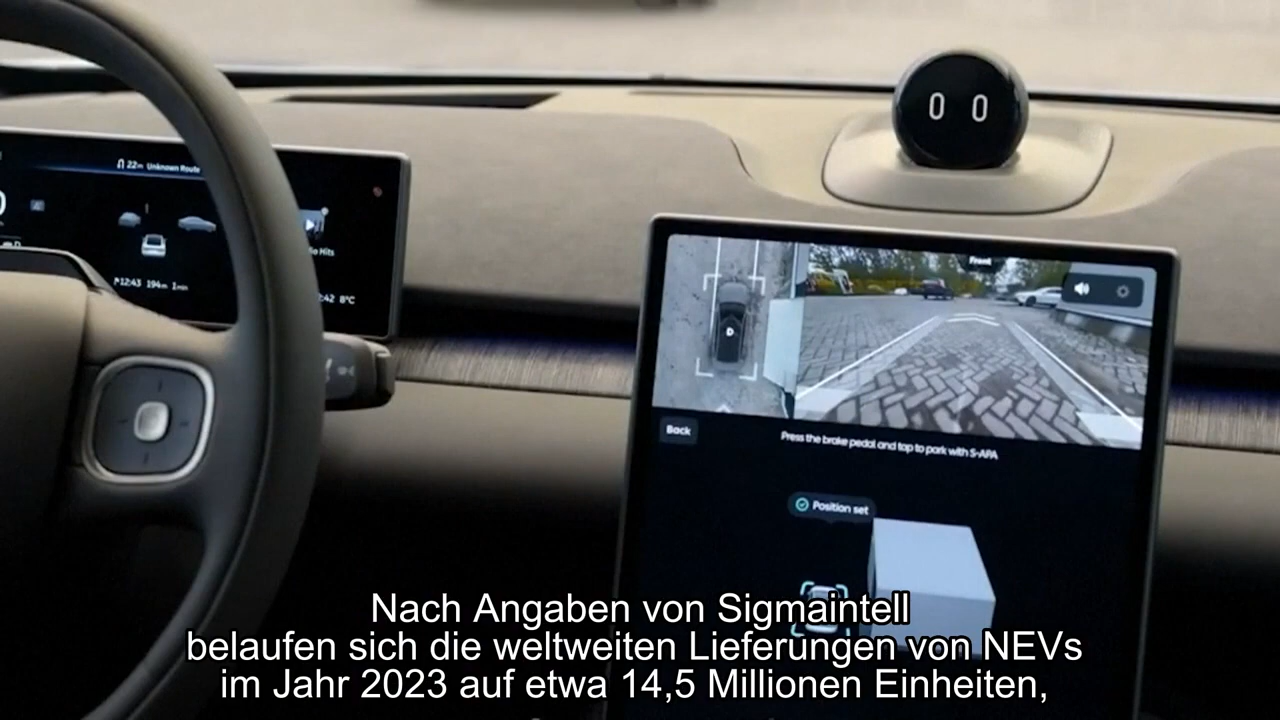 22m Unknown Route
12:43 194m 1min
:42 8°C
Front
D
Back
Press the brake pedal and tap to park with S-APA
Position set
Nach Angaben von Sigmaintell
belaufen sich die weltweiten Lieferungen von NEVs
im Jahr 2023 auf etwa 14,5 Millionen Einheiten,